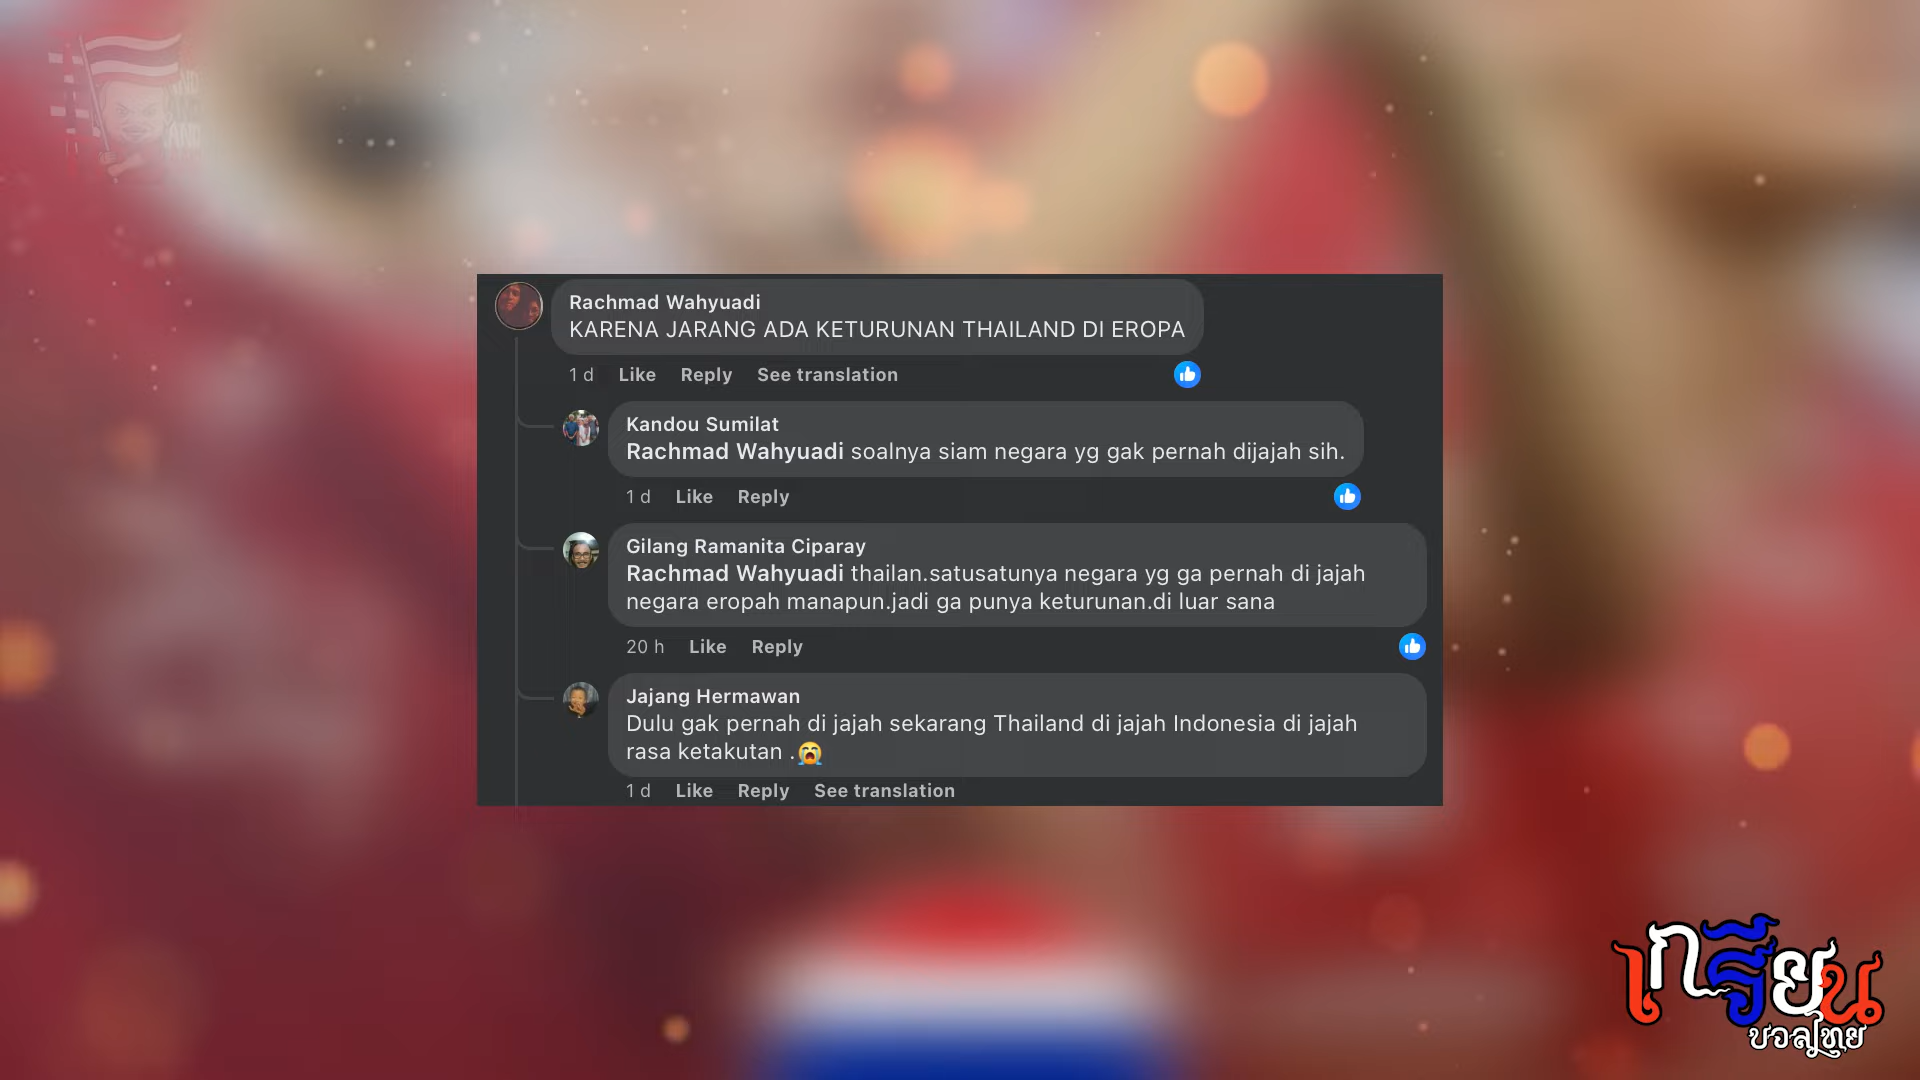 Rachmad Wahyuadi
KARENA JARANG ADA KETURUNAN THAILAND DI EROPA
1 d Like Reply See translation
Kandou Sumilat
Rachmad Wahyuadi soalnya siam negara yg gak pernah dijajah sih.
1 d Like Reply
Gilang Ramanita Ciparay
Rachmad Wahyuadi thailan.satusatunya negara yg ga pernah di jajah
negara eropah manapun.jadi ga punya keturunan.di luar sana
20 h Like Reply
Jajang Hermawan
Dulu gak pernah di jajah sekarang Thailand di jajah Indonesia di jajah
rasa ketakutan .😭
1 d Like Reply See translation
เกรียน
บอลไทย